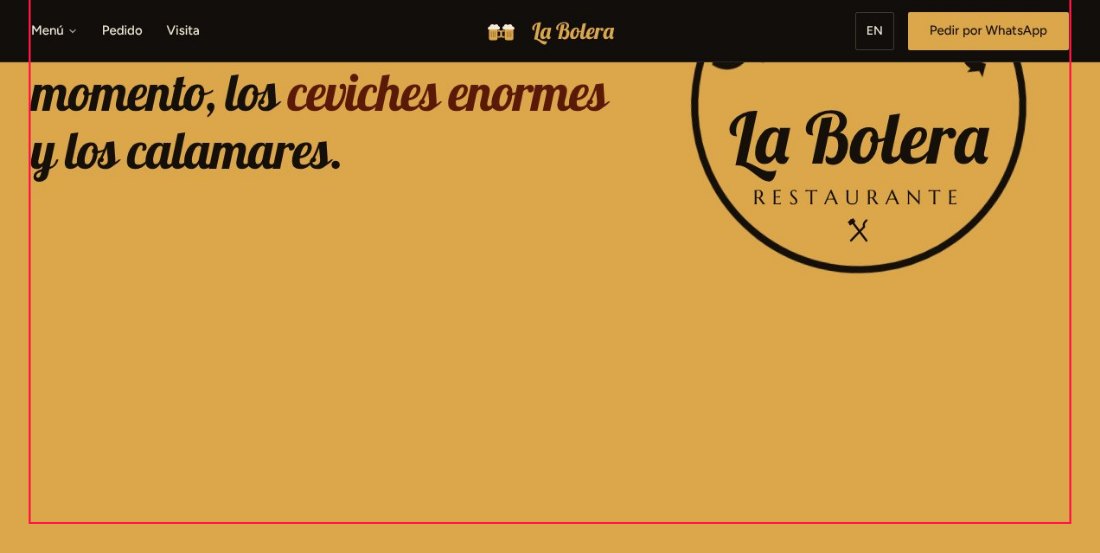 Menú
Pedido
Visita
La Bolera
EN
Pedir por WhatsApp
momento, los ceviches enormes
y los calamares.
La Bolera
RESTAURANTE